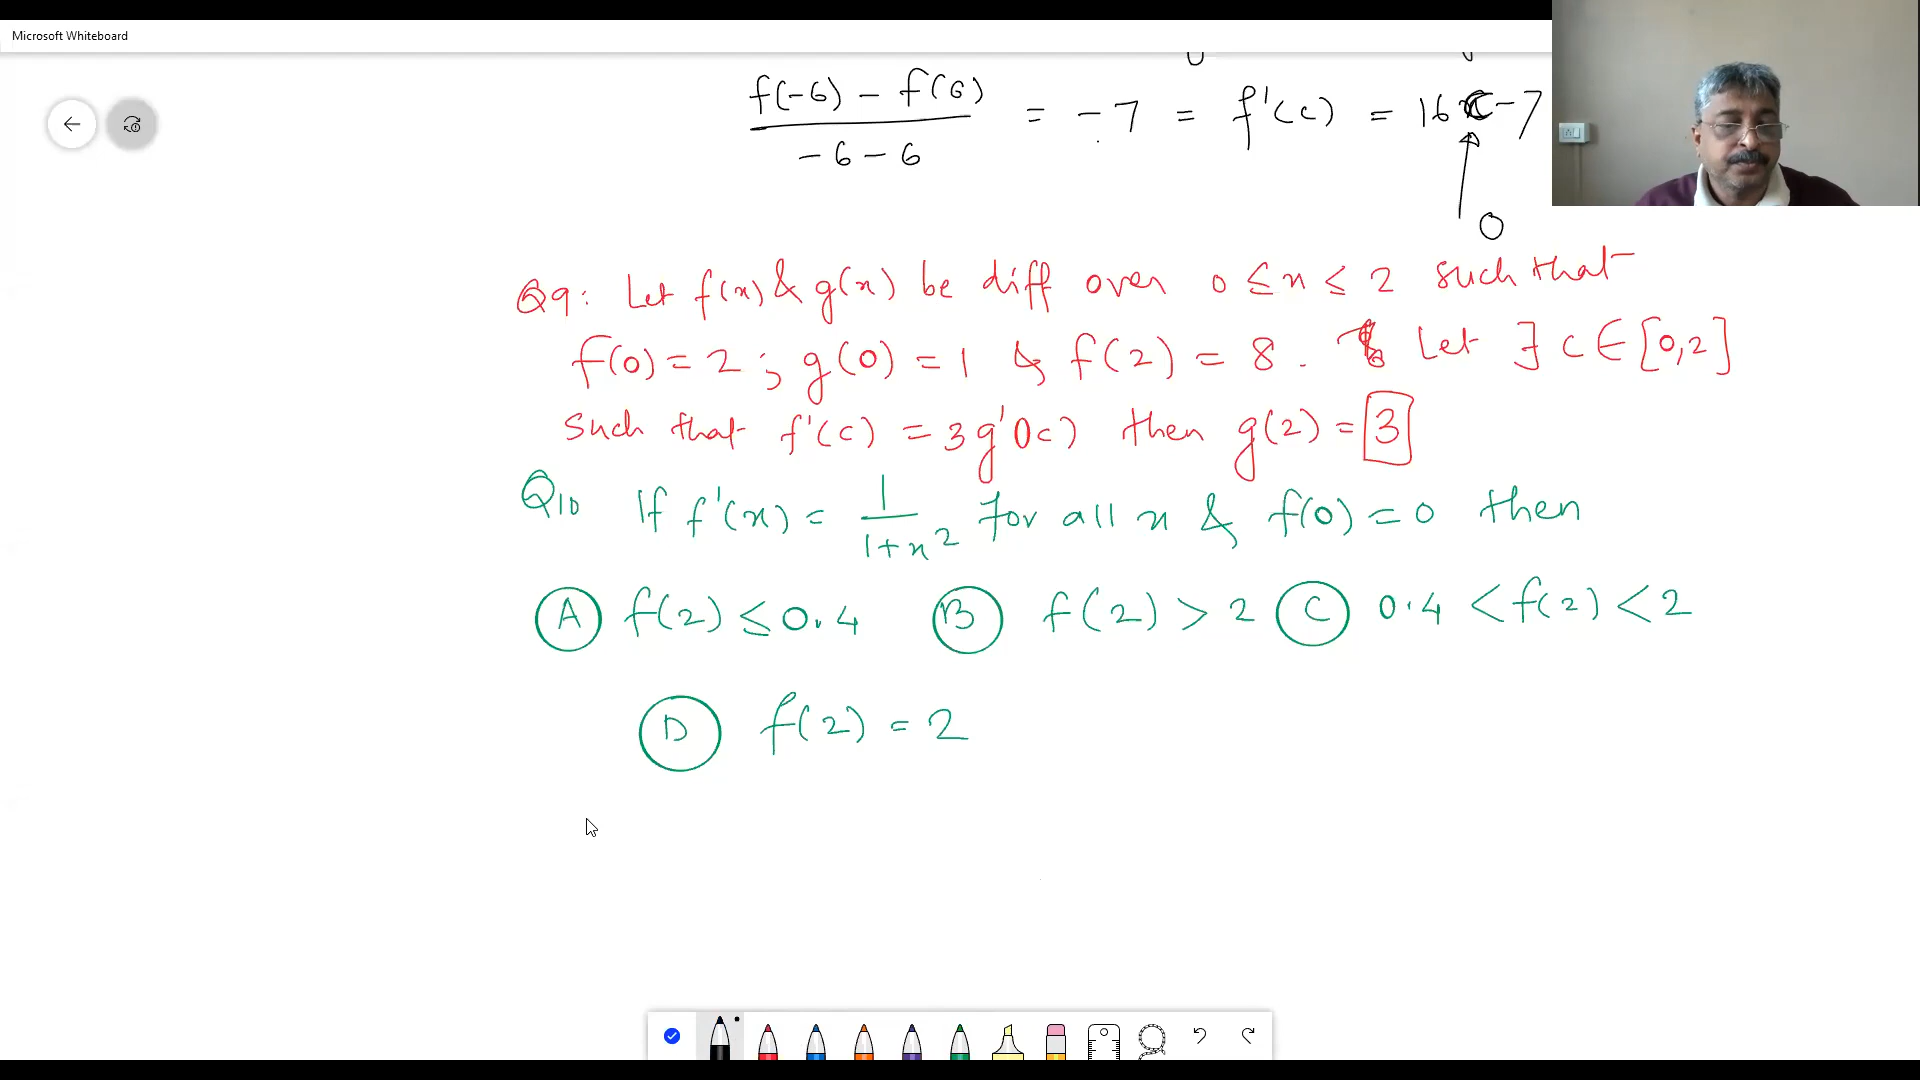 Microsoft Whiteboard
f(-6) - f(6) / -6-6 = -7 = f'(c) = 16c-7
0
Q9: Let f(x) & g(x) be diff over 0 ≤ x ≤ 2 such that
f(0) = 2 ; g(0) = 1 & f(2) = 8. Let ∃ c ∈ [0,2]
such that f'(c) = 3g'(c) then g(2) = 3
Q10 If f'(x) = 1/1+x² for all x & f(0) = 0 then
A f(2) ≤ 0.4 B f(2) > 2 C 0.4 < f(2) < 2
D f(2) = 2